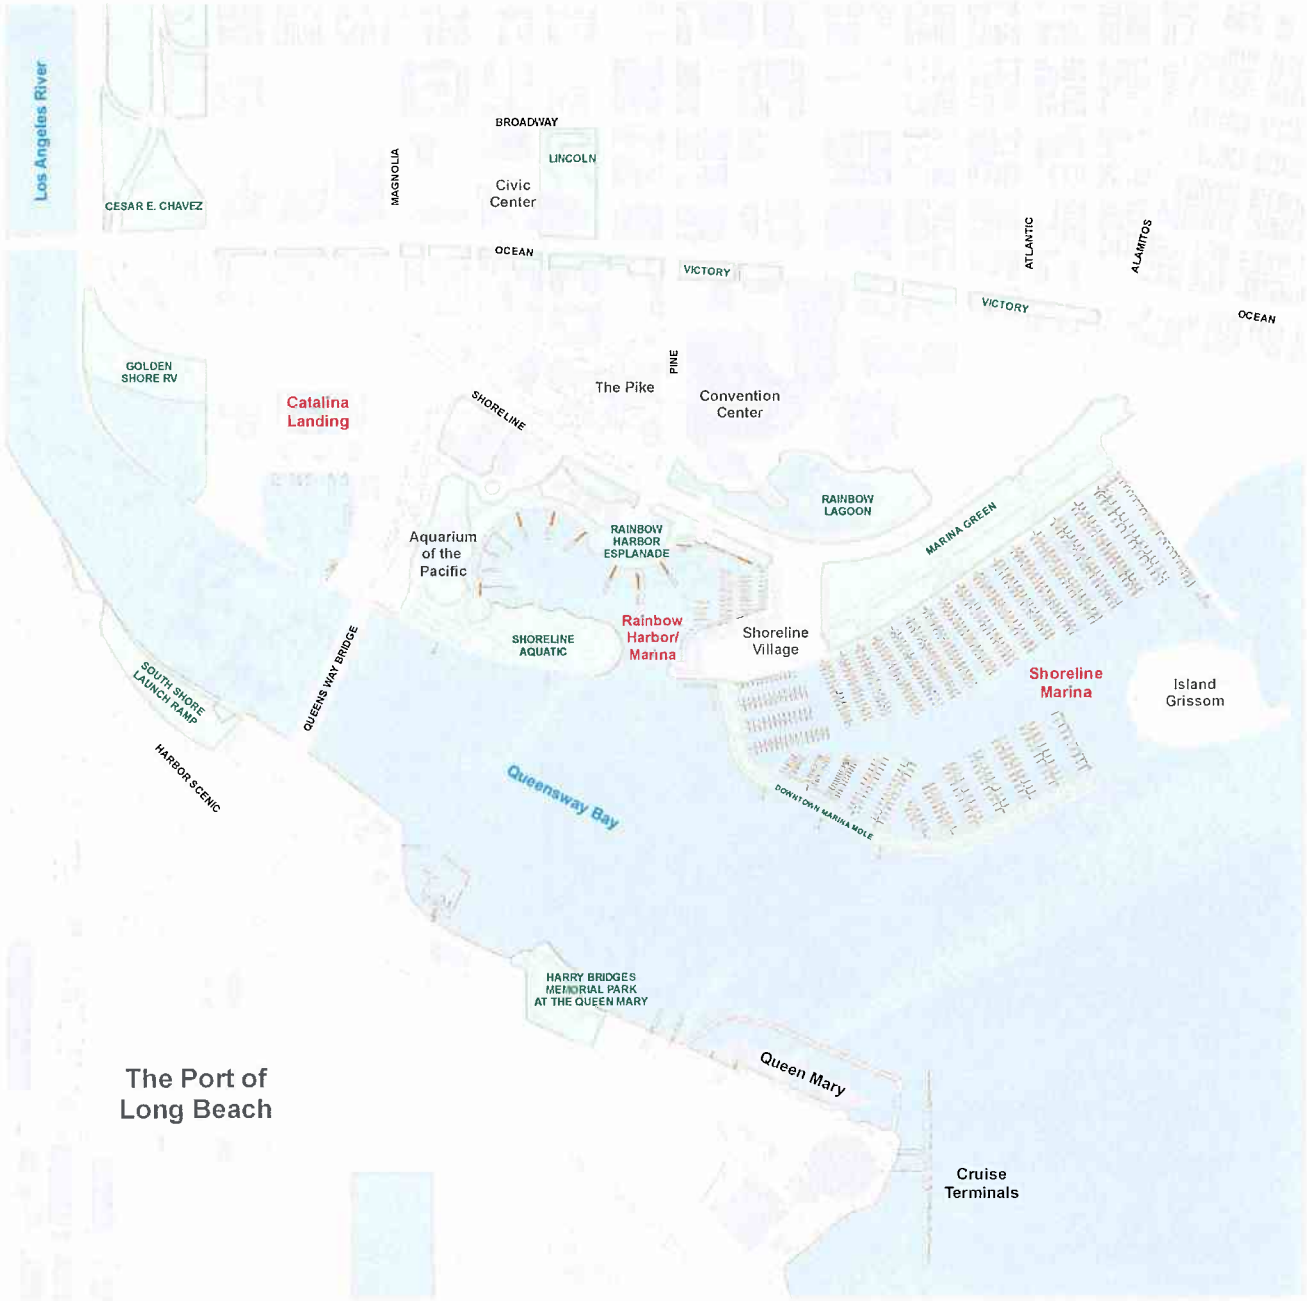 Los Angeles River
BROADWAY
LINCOLN
MAGNOLIA
Civic
Center
CESAR E. CHAVEZ
OCEAN
ATLANTIC
ALAMITOS
VICTORY
VICTORY
OCEAN
GOLDEN
SHORE RV
PINE
The Pike
Convention
Center
Catalina
Landing
SHORELINE
RAINBOW
LAGOON
MARINA GREEN
Aquarium
of the
Pacific
RAINBOW
HARBOR
ESPLANADE
Rainbow
Harbor/
Marina
SHORELINE
AQUATIC
Shoreline
Village
Shoreline
Marina
Island
Grissom
QUEENS WAY BRIDGE
SOUTH SHORE
LAUNCH RAMP
HARBOR SCENIC
Queensway Bay
DOWNTOWN MARINA MOLE
HARRY BRIDGES
MEMORIAL PARK
AT THE QUEEN MARY
Queen Mary
The Port of
Long Beach
Cruise
Terminals